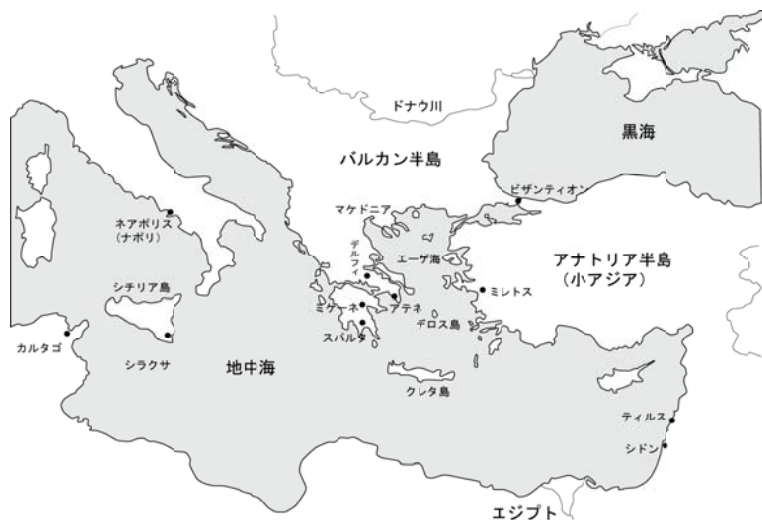 ドナウ川
黒海
バルカン半島
ビザンティオン
マケドニア
ネアポリス
(ナポリ)
デルフィ
エーゲ海
アナトリア半島
(小アジア)
シチリア島
ミケーネ
アテネ
ミレトス
デロス島
スパルタ
カルタゴ
シラクサ
地中海
クレタ島
ティルス
シドン
エジプト